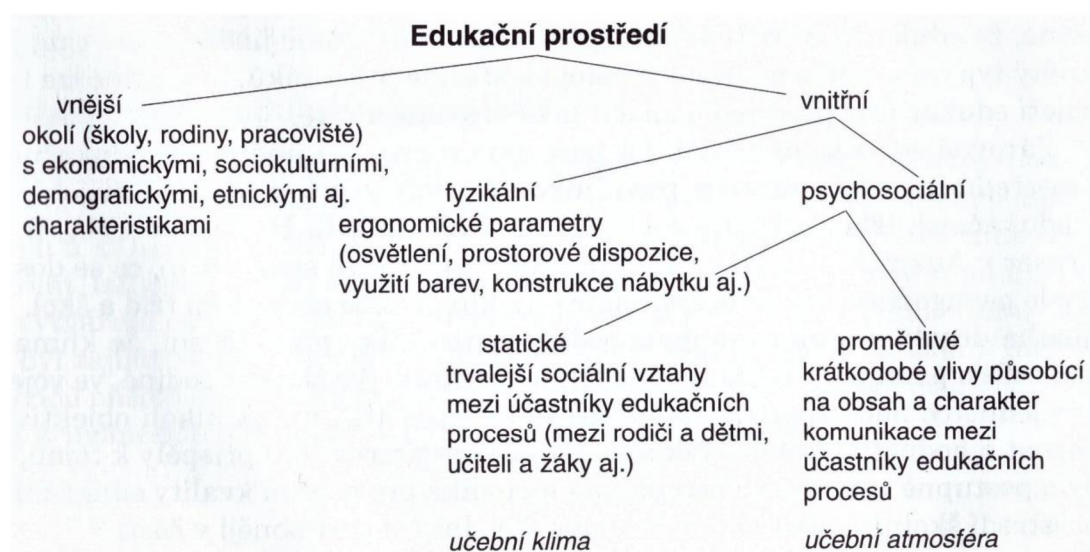 Edukační prostředí
vnější
okolí (školy, rodiny, pracoviště)
s ekonomickými, sociokulturními,
demografickými, etnickými aj.
charakteristikami
vnitřní
fyzikální
ergonomické parametry
(osvětlení, prostorové dispozice,
využití barev, konstrukce nábytku aj.)
psychosociální
statické
trvalejší sociální vztahy
mezi účastníky edukačních
procesů (mezi rodiči a dětmi,
učiteli a žáky aj.)
učební klima
proměnlivé
krátkodobé vlivy působící
na obsah a charakter
komunikace mezi
účastníky edukačních
procesů
učební atmosféra